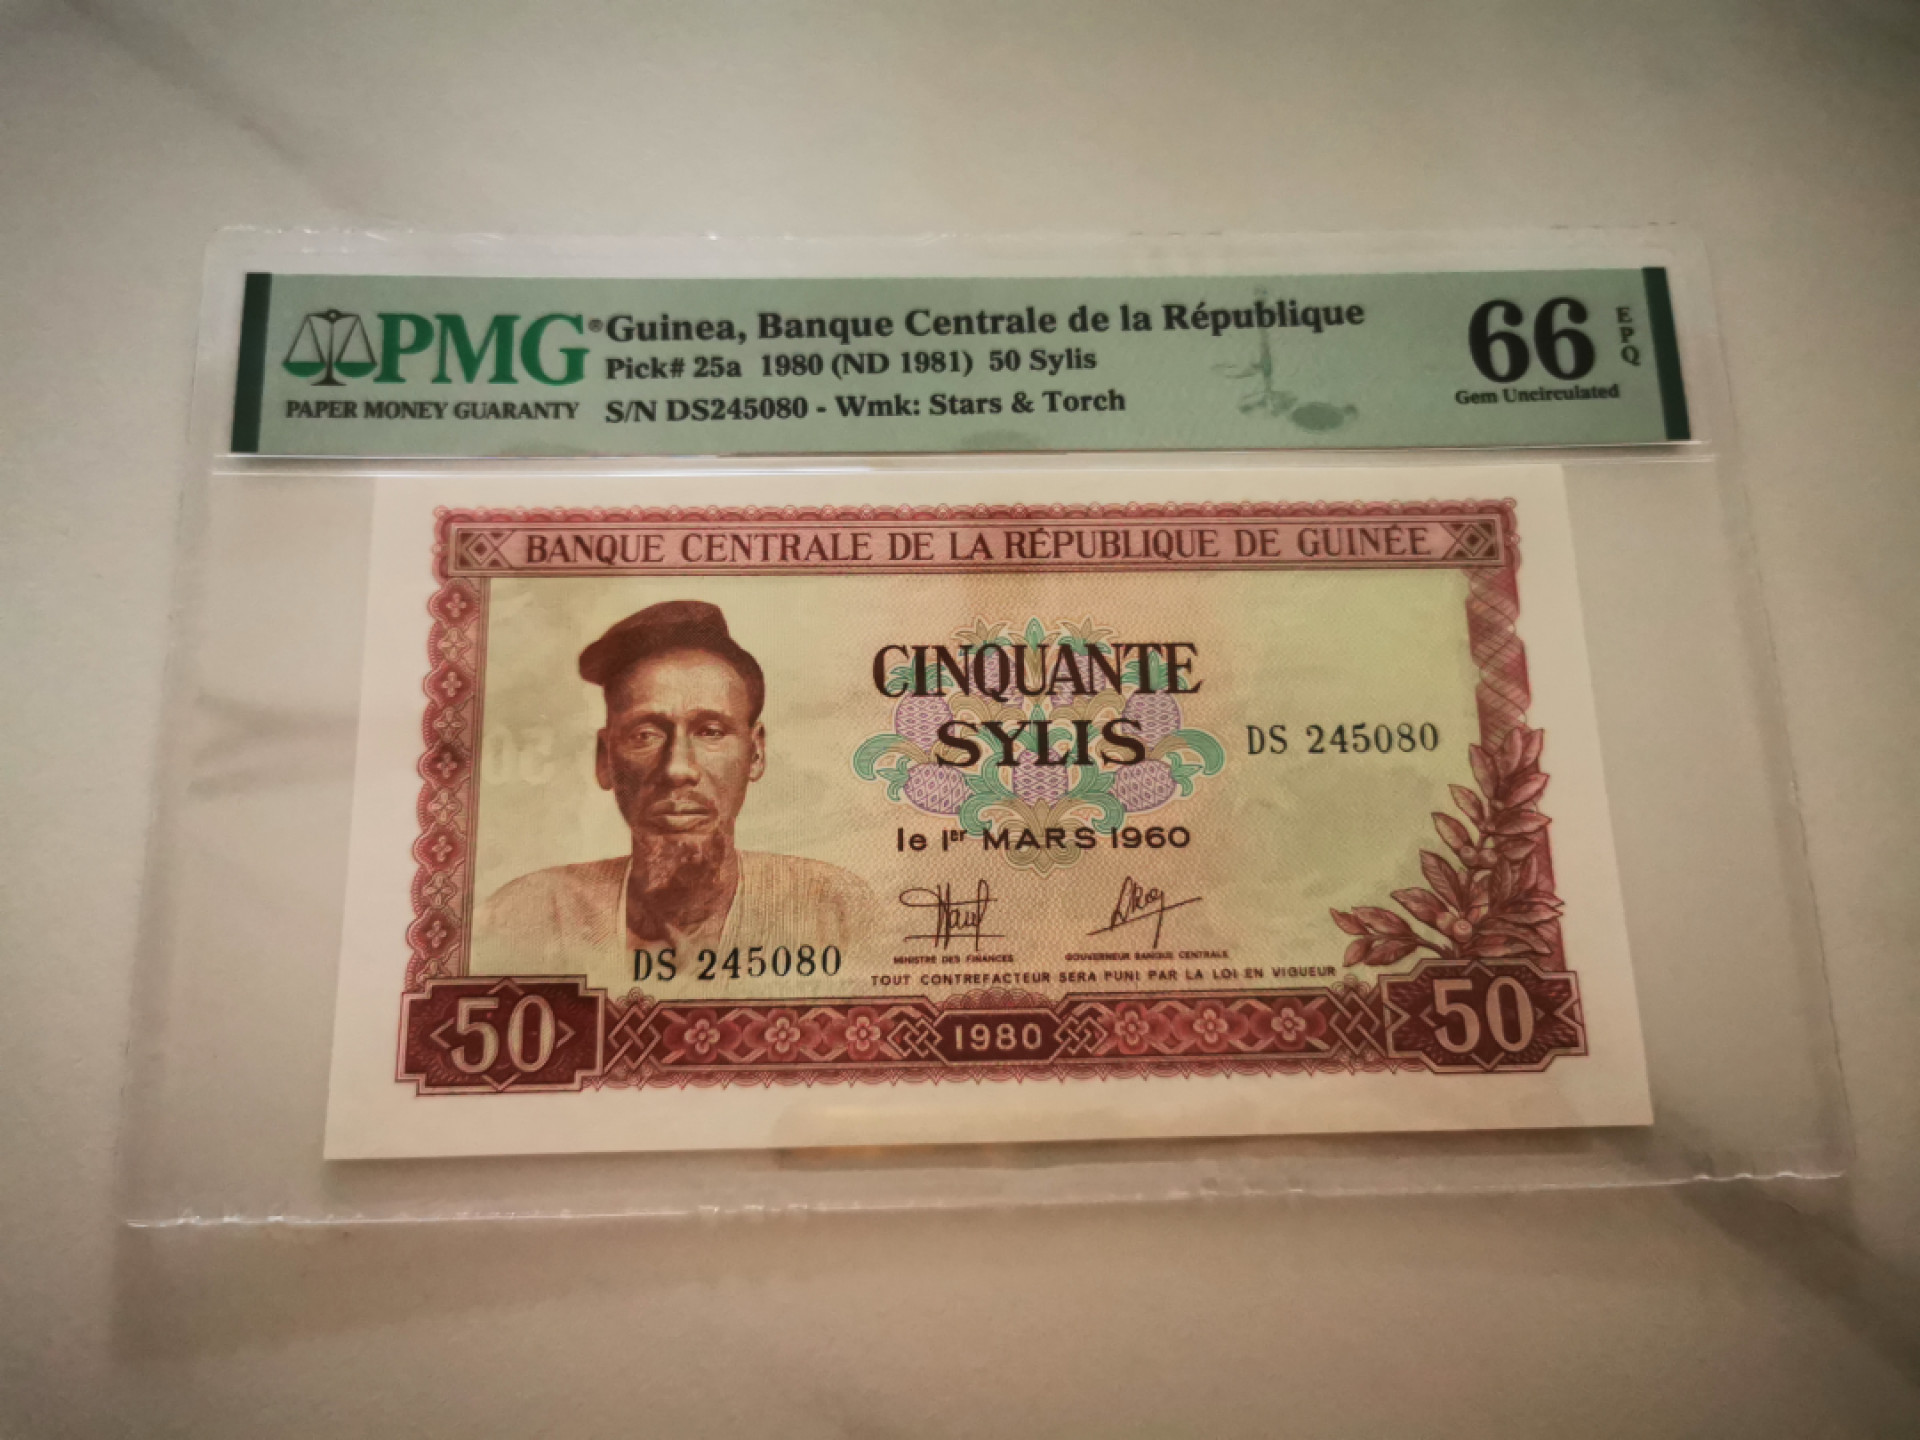 PMG®
PAPER MONEY GUARANTY
Guinea, Banque Centrale de la République
Pick# 25a 1980 (ND 1981) 50 Sylis
S/N DS245080 - Wmk: Stars & Torch
66
EPQ
Gem Uncirculated
BANQUE CENTRALE DE LA RÉPUBLIQUE DE GUINÉE
CINQUANTE
SYLIS
DS 245080
le 1er MARS 1960
MINISTRE DES FINANCES
GOUVERNEUR BANQUE CENTRALE
DS 245080
TOUT CONTREFACTEUR SERA PUNI PAR LA LOI EN VIGUEUR
50
1980
50